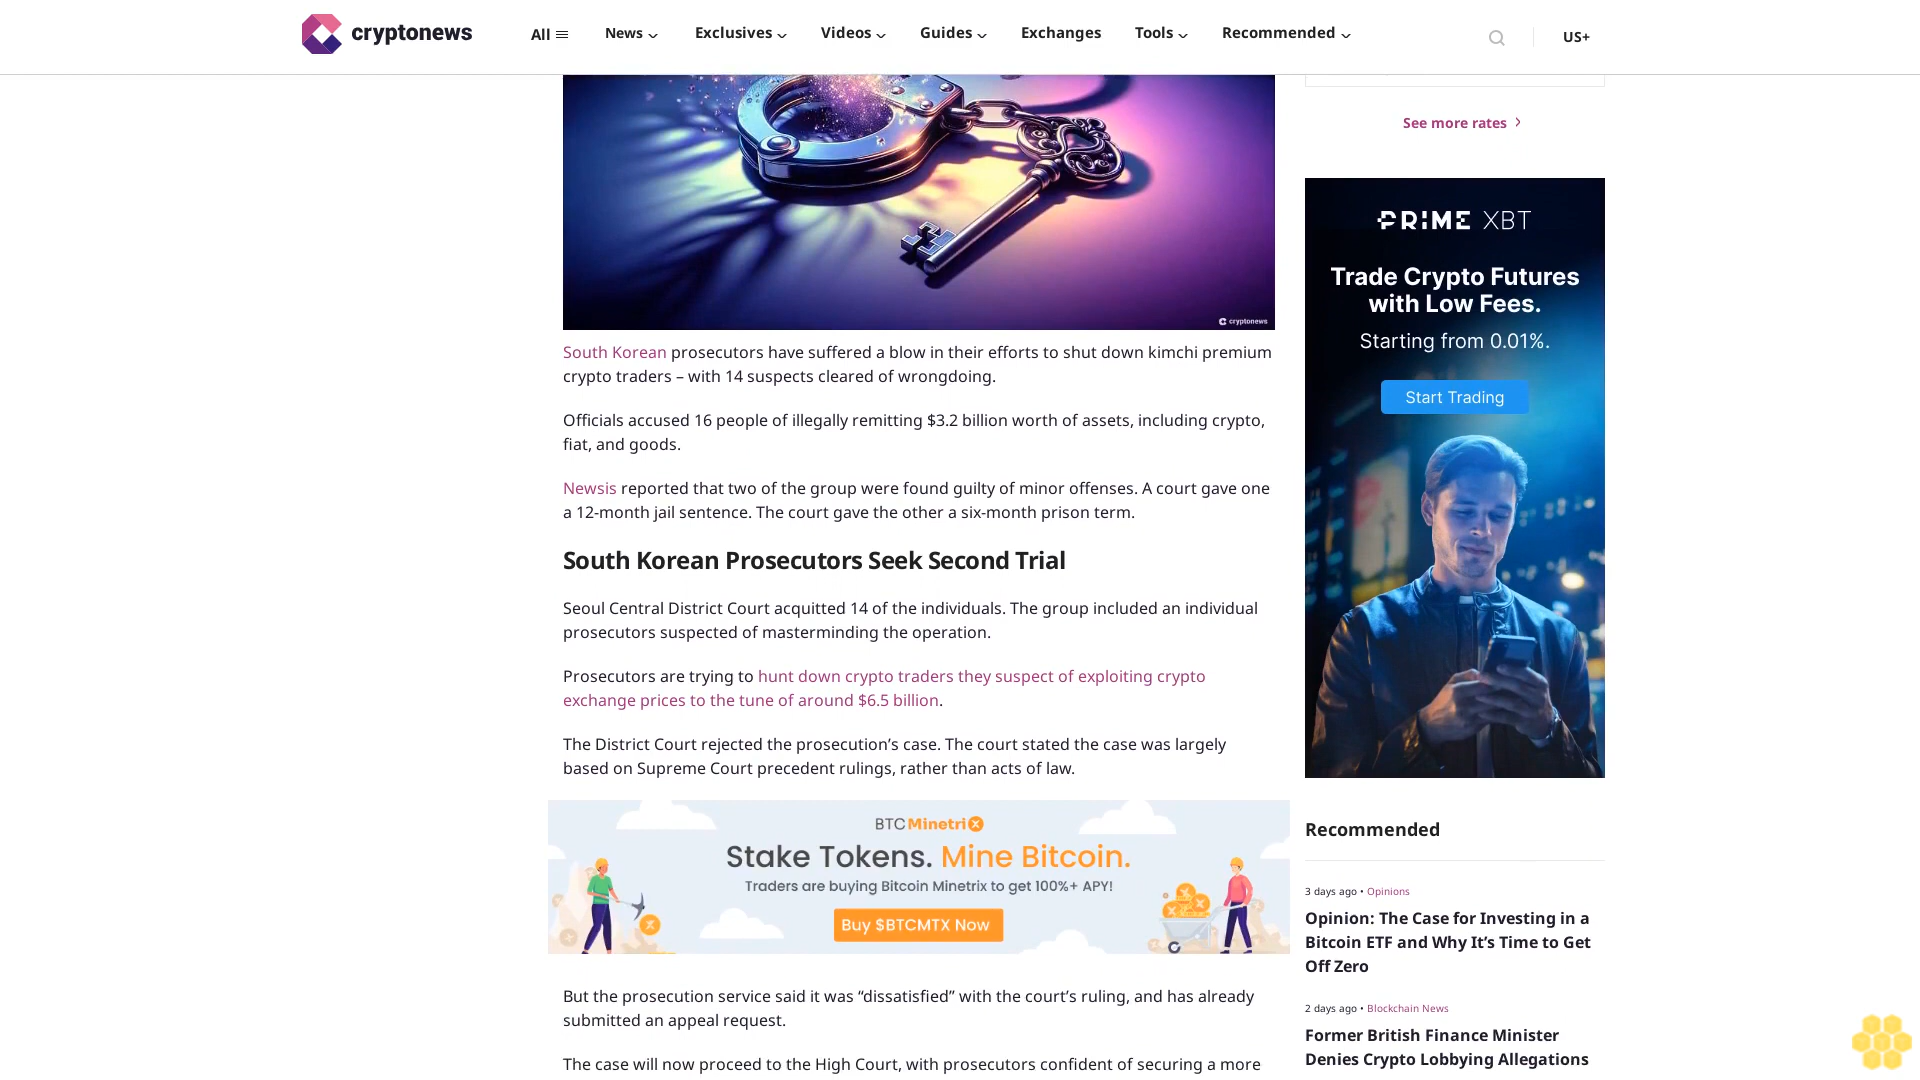 cryptonews
All
News
Exclusives
Videos
Guides
Exchanges
Tools
Recommended
US+
cryptonews
South Korean prosecutors have suffered a blow in their efforts to shut down kimchi premium
crypto traders – with 14 suspects cleared of wrongdoing.
Officials accused 16 people of illegally remitting $3.2 billion worth of assets, including crypto,
fiat, and goods.
Newsis reported that two of the group were found guilty of minor offenses. A court gave one
a 12-month jail sentence. The court gave the other a six-month prison term.
South Korean Prosecutors Seek Second Trial
Seoul Central District Court acquitted 14 of the individuals. The group included an individual
prosecutors suspected of masterminding the operation.
Prosecutors are trying to hunt down crypto traders they suspect of exploiting crypto
exchange prices to the tune of around $6.5 billion.
The District Court rejected the prosecution’s case. The court stated the case was largely
based on Supreme Court precedent rulings, rather than acts of law.
BTC Minetrix
Stake Tokens. Mine Bitcoin.
Traders are buying Bitcoin Minetrix to get 100%+ APY!
Buy $BTCMTX Now
But the prosecution service said it was “dissatisfied” with the court’s ruling, and has already
submitted an appeal request.
The case will now proceed to the High Court, with prosecutors confident of securing a more
See more rates
PRIME XBT
Trade Crypto Futures
with Low Fees.
Starting from 0.01%.
Start Trading
Recommended
3 days ago • Opinions
Opinion: The Case for Investing in a
Bitcoin ETF and Why It’s Time to Get
Off Zero
2 days ago • Blockchain News
Former British Finance Minister
Denies Crypto Lobbying Allegations